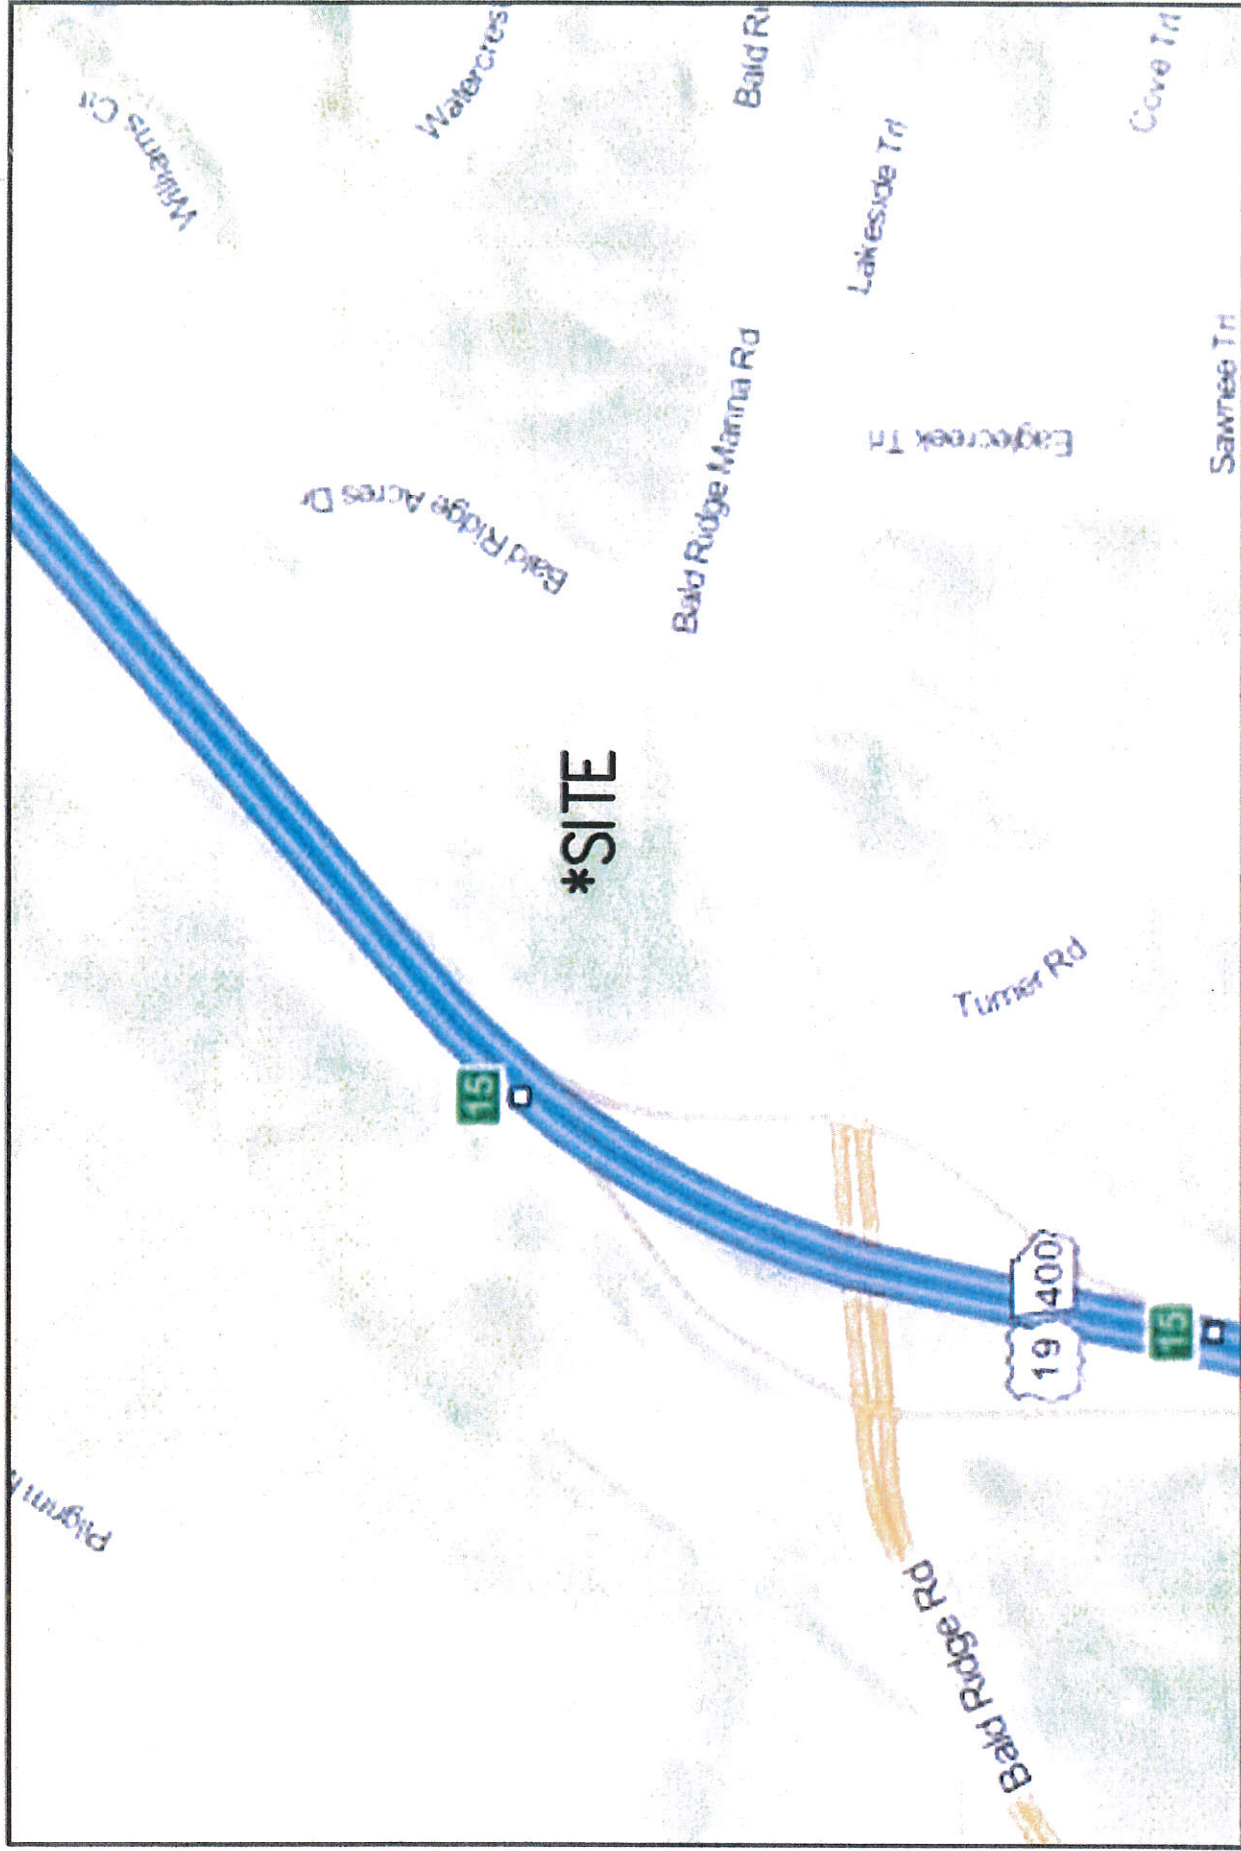 Pilgrim
Williams Cir
Bald Ridge Acres Dr
Watercres
15
*SITE
Bald Ridge Marina Rd
Bald Ri
Lakeside Trl
Eaglecreek Trl
Bald Ridge Rd
Turner Rd
19
400
15
Cove Trl
Sawnee Trl